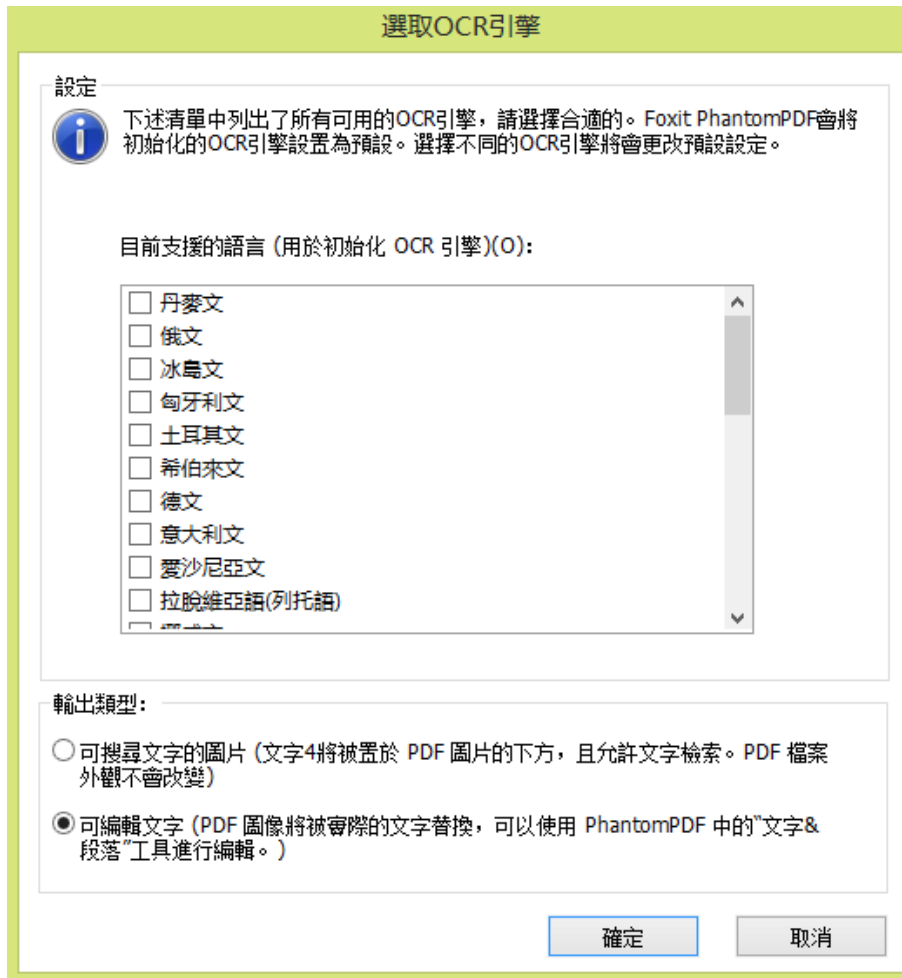 選取OCR引擎
設定
下述清單中列出了所有可用的OCR引擎，請選擇合適的。Foxit PhantomPDF會將
初始化的OCR引擎設置為預設。選擇不同的OCR引擎將會更改預設設定。
目前支援的語言 (用於初始化 OCR 引擎)(O):
丹麥文
俄文
冰島文
匈牙利文
土耳其文
希伯來文
德文
意大利文
愛沙尼亞文
拉脫維亞語(列托語)
輸出類型:
可搜尋文字的圖片 (文字4將被置於 PDF 圖片的下方，且允許文字檢索。PDF 檔案
外觀不會改變)
可編輯文字 (PDF 圖像將被實際的文字替換，可以使用 PhantomPDF 中的"文字&
段落"工具進行編輯。)
確定
取消